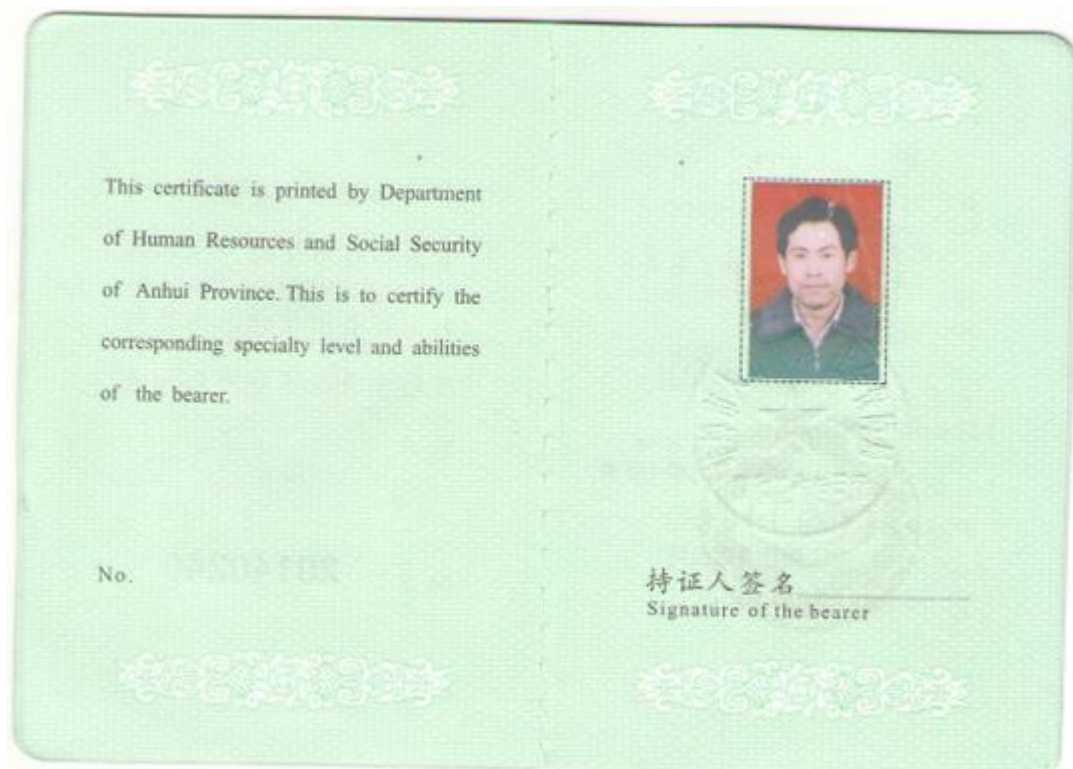 This certificate is printed by Department
of Human Resources and Social Security
of Anhui Province. This is to certify the
corresponding specialty level and abilities
of the bearer.
No.
持证人签名
Signature of the bearer